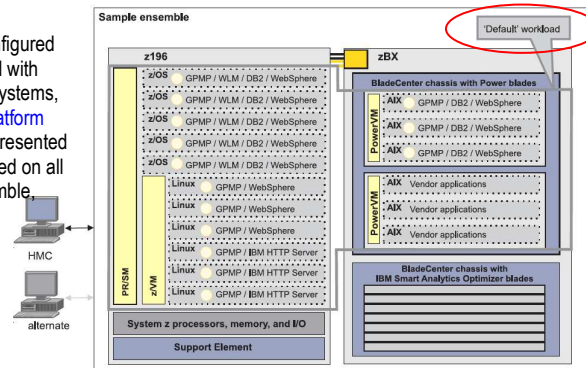 figured
d with
ystems,
atform
presented
ed on all
mble,
HMC
alternate
Sample ensemble
'Default' workload
z196
zBX
PR/SM
z/OS GPMP / WLM / DB2 / WebSphere
z/OS GPMP / WLM / DB2 / WebSphere
z/OS GPMP / WLM / DB2 / WebSphere
z/OS GPMP / WLM / DB2 / WebSphere
z/OS GPMP / WLM / DB2 / WebSphere
z/VM
Linux GPMP / WebSphere
Linux GPMP / WebSphere
Linux GPMP / WebSphere
Linux GPMP / IBM HTTP Server
Linux GPMP / IBM HTTP Server
Linux GPMP / IBM HTTP Server
System z processors, memory, and I/O
Support Element
BladeCenter chassis with Power blades
PowerVM
AIX GPMP / DB2 / WebSphere
AIX GPMP / DB2 / WebSphere
AIX GPMP / DB2 / WebSphere
PowerVM
AIX Vendor applications
AIX Vendor applications
AIX Vendor applications
BladeCenter chassis with
IBM Smart Analytics Optimizer blades